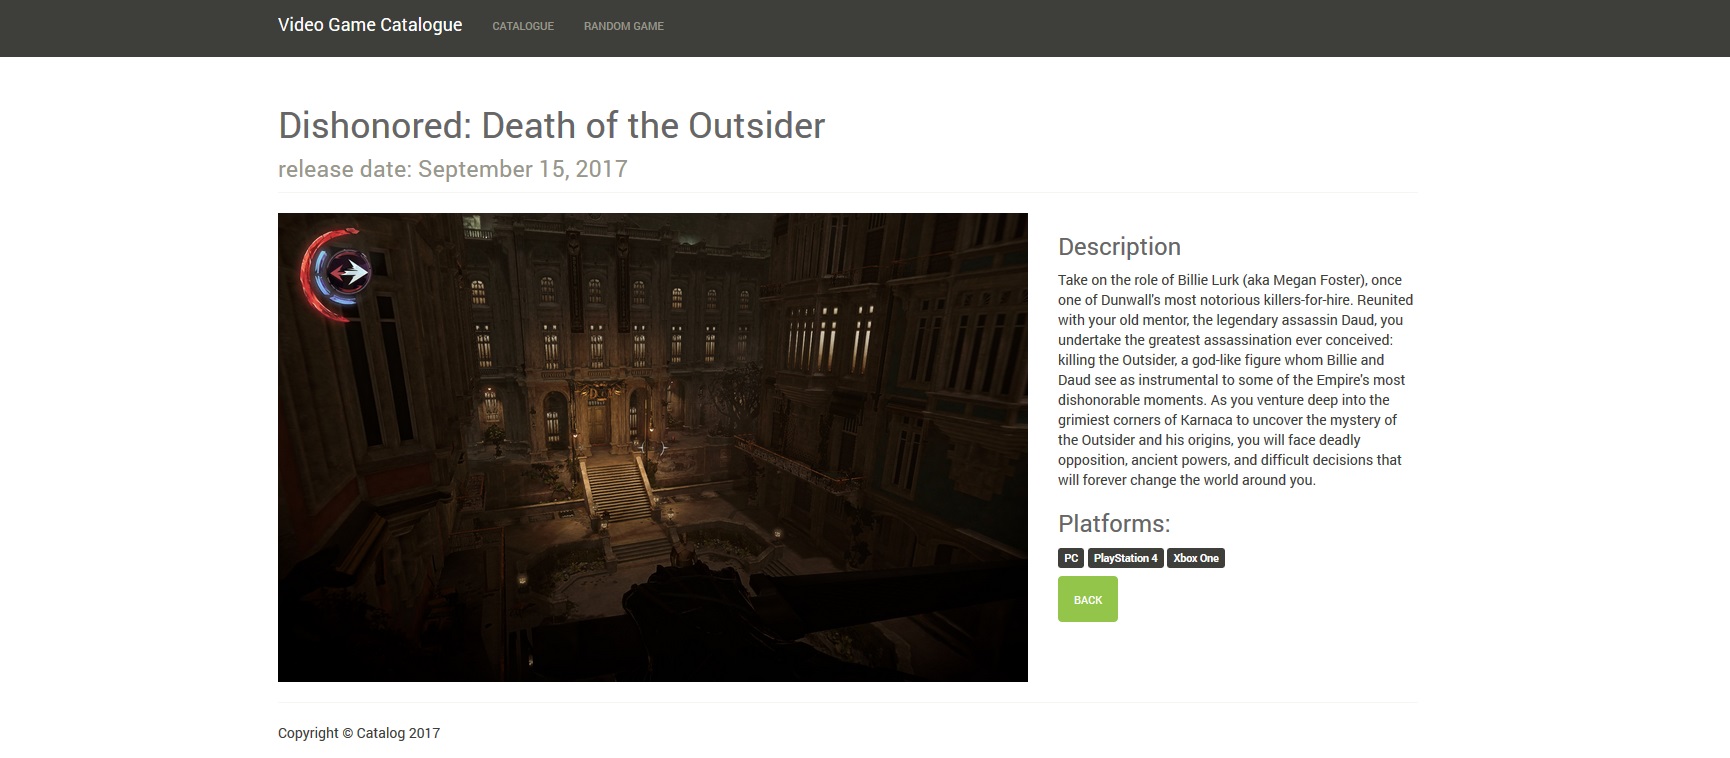 Video Game Catalogue
CATALOGUE
RANDOM GAME
Dishonored: Death of the Outsider
release date: September 15, 2017
Description
Take on the role of Billie Lurk (aka Megan Foster), once
one of Dunwall's most notorious killers-for-hire. Reunited
with your old mentor, the legendary assassin Daud, you
undertake the greatest assassination ever conceived:
killing the Outsider, a god-like figure whom Billie and
Daud see as instrumental to some of the Empire's most
dishonorable moments. As you venture deep into the
grimiest corners of Karnaca to uncover the mystery of
the Outsider and his origins, you will face deadly
opposition, ancient powers, and difficult decisions that
will forever change the world around you.
Platforms:
PC
PlayStation 4
Xbox One
BACK
Copyright © Catalog 2017